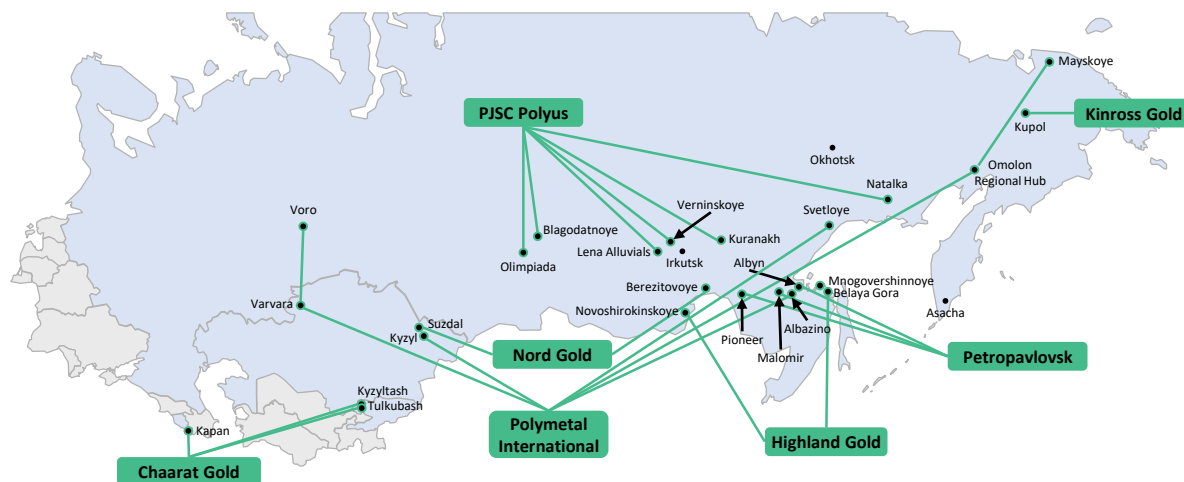 Mayskoye
PJSC Polyus
Kinross Gold
Kupol
Okhotsk
Omolon
Regional Hub
Natalka
Verninskoye
Voro
Svetloye
Blagodatnoye
Kuranakh
Lena Alluvials
Irkutsk
Olimpiada
Albyn
Mnogovershinnoye
Berezitovoye
Belaya Gora
Varvara
Novoshirokinskoye
Asacha
Suzdal
Albazino
Kyzyl
Pioneer
Nord Gold
Malomir
Petropavlovsk
Kyzyltash
Tulkubash
Polymetal
International
Kapan
Highland Gold
Chaarat Gold